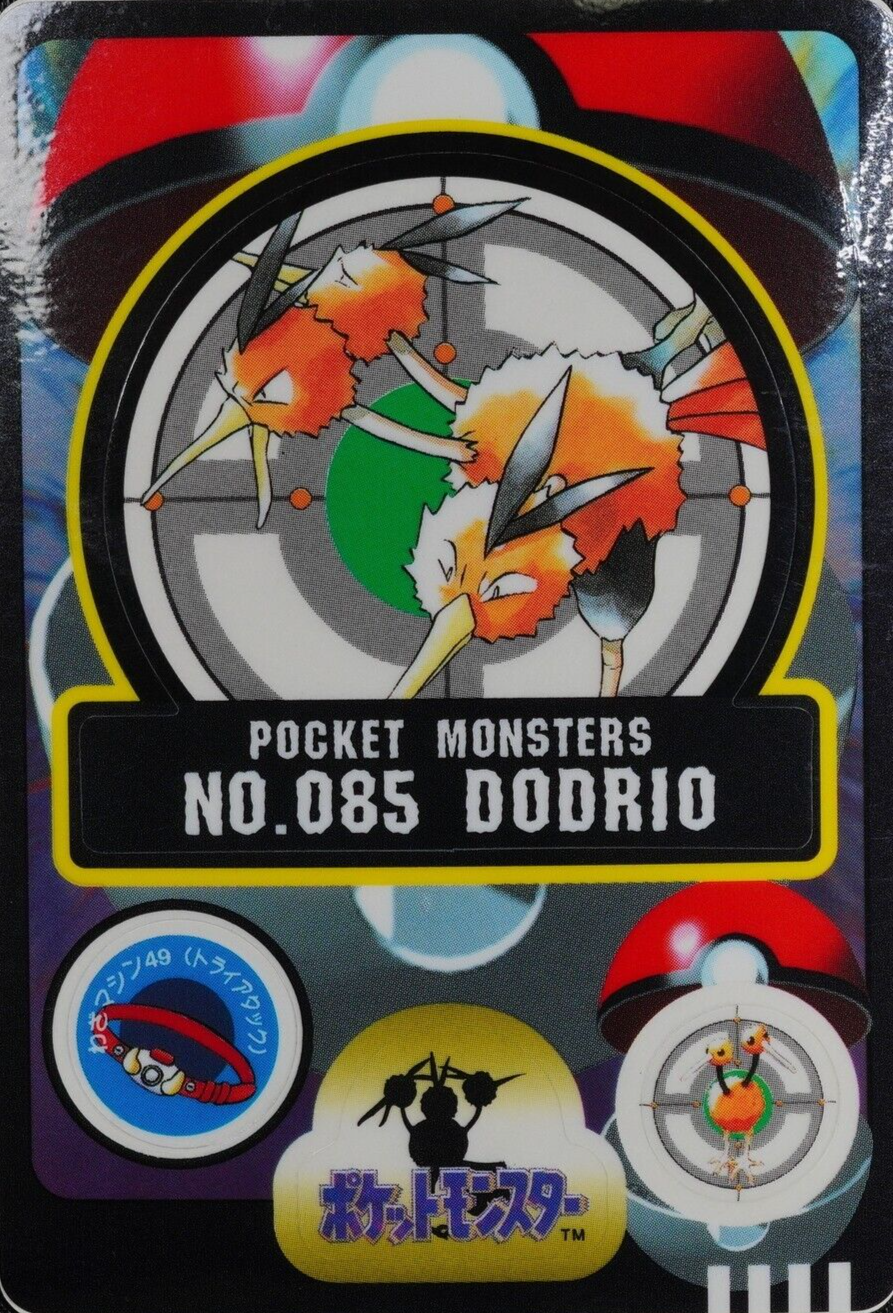 POCKET MONSTERS
NO.085 DODRIO
わざマシン49 (トライアタック)
ポケットモンスター
TM